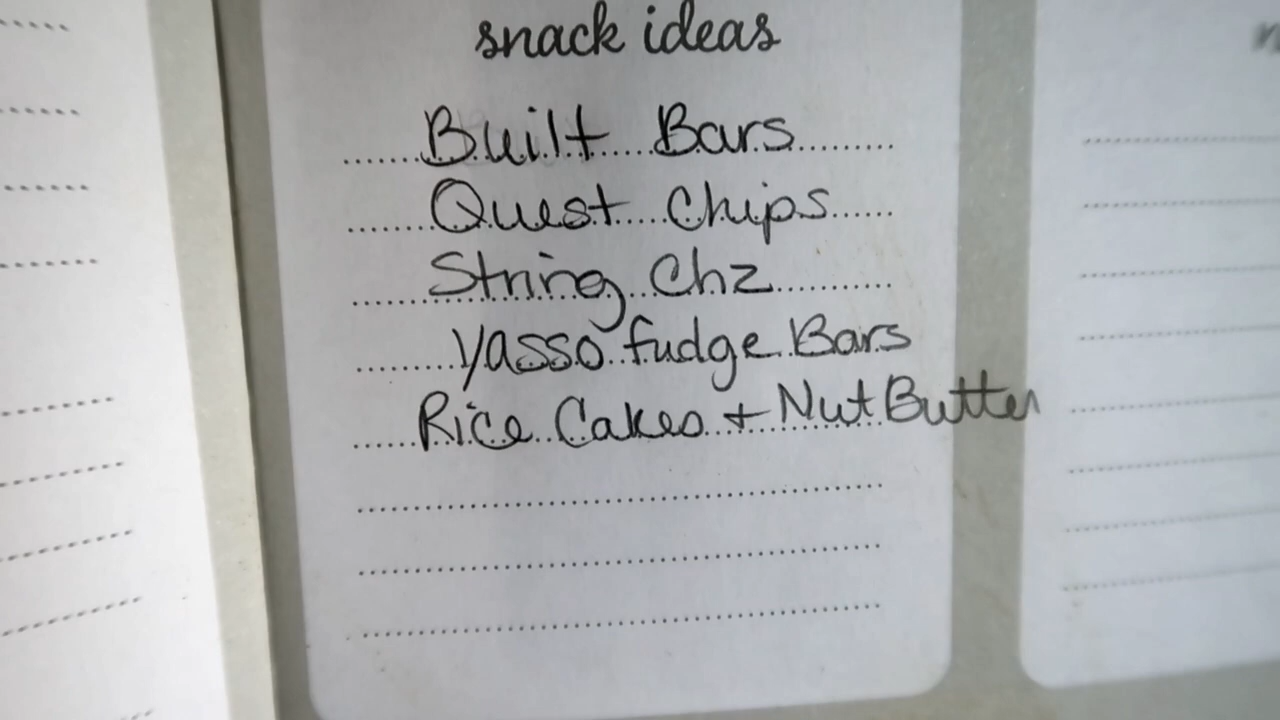 snack ideas
Built Bars
Quest Chips
String Chz
Yasso fudge Bars
Rice Cakes + Nut Butter